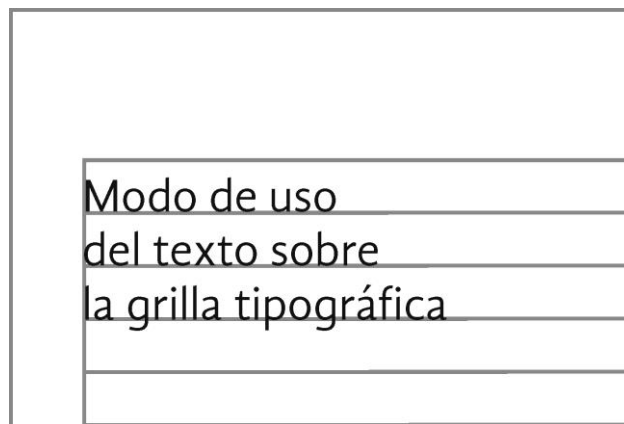 Modo de uso
del texto sobre
la grilla tipográfica